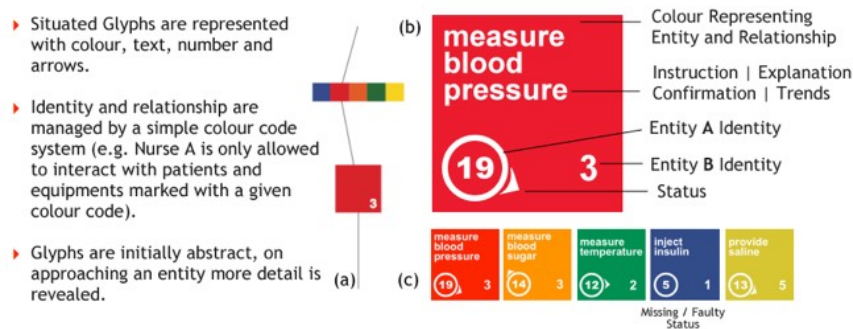 Situated Glyphs are represented
with colour, text, number and
arrows.
Identity and relationship are
managed by a simple colour code
system (e.g. Nurse A is only allowed
to interact with patients and
equipments marked with a given
colour code).
Glyphs are initially abstract, on
approaching an entity more detail is
revealed.
3
(a)
(b)
measure
blood
pressure
19
3
Colour Representing
Entity and Relationship
Instruction | Explanation
Confirmation | Trends
Entity A Identity
Entity B Identity
Status
(c)
measure
blood
pressure
19 3
measure
blood
sugar
14 3
measure
temperature
12 2
inject
insulin
5 1
provide
saline
13 5
Missing / Faulty
Status